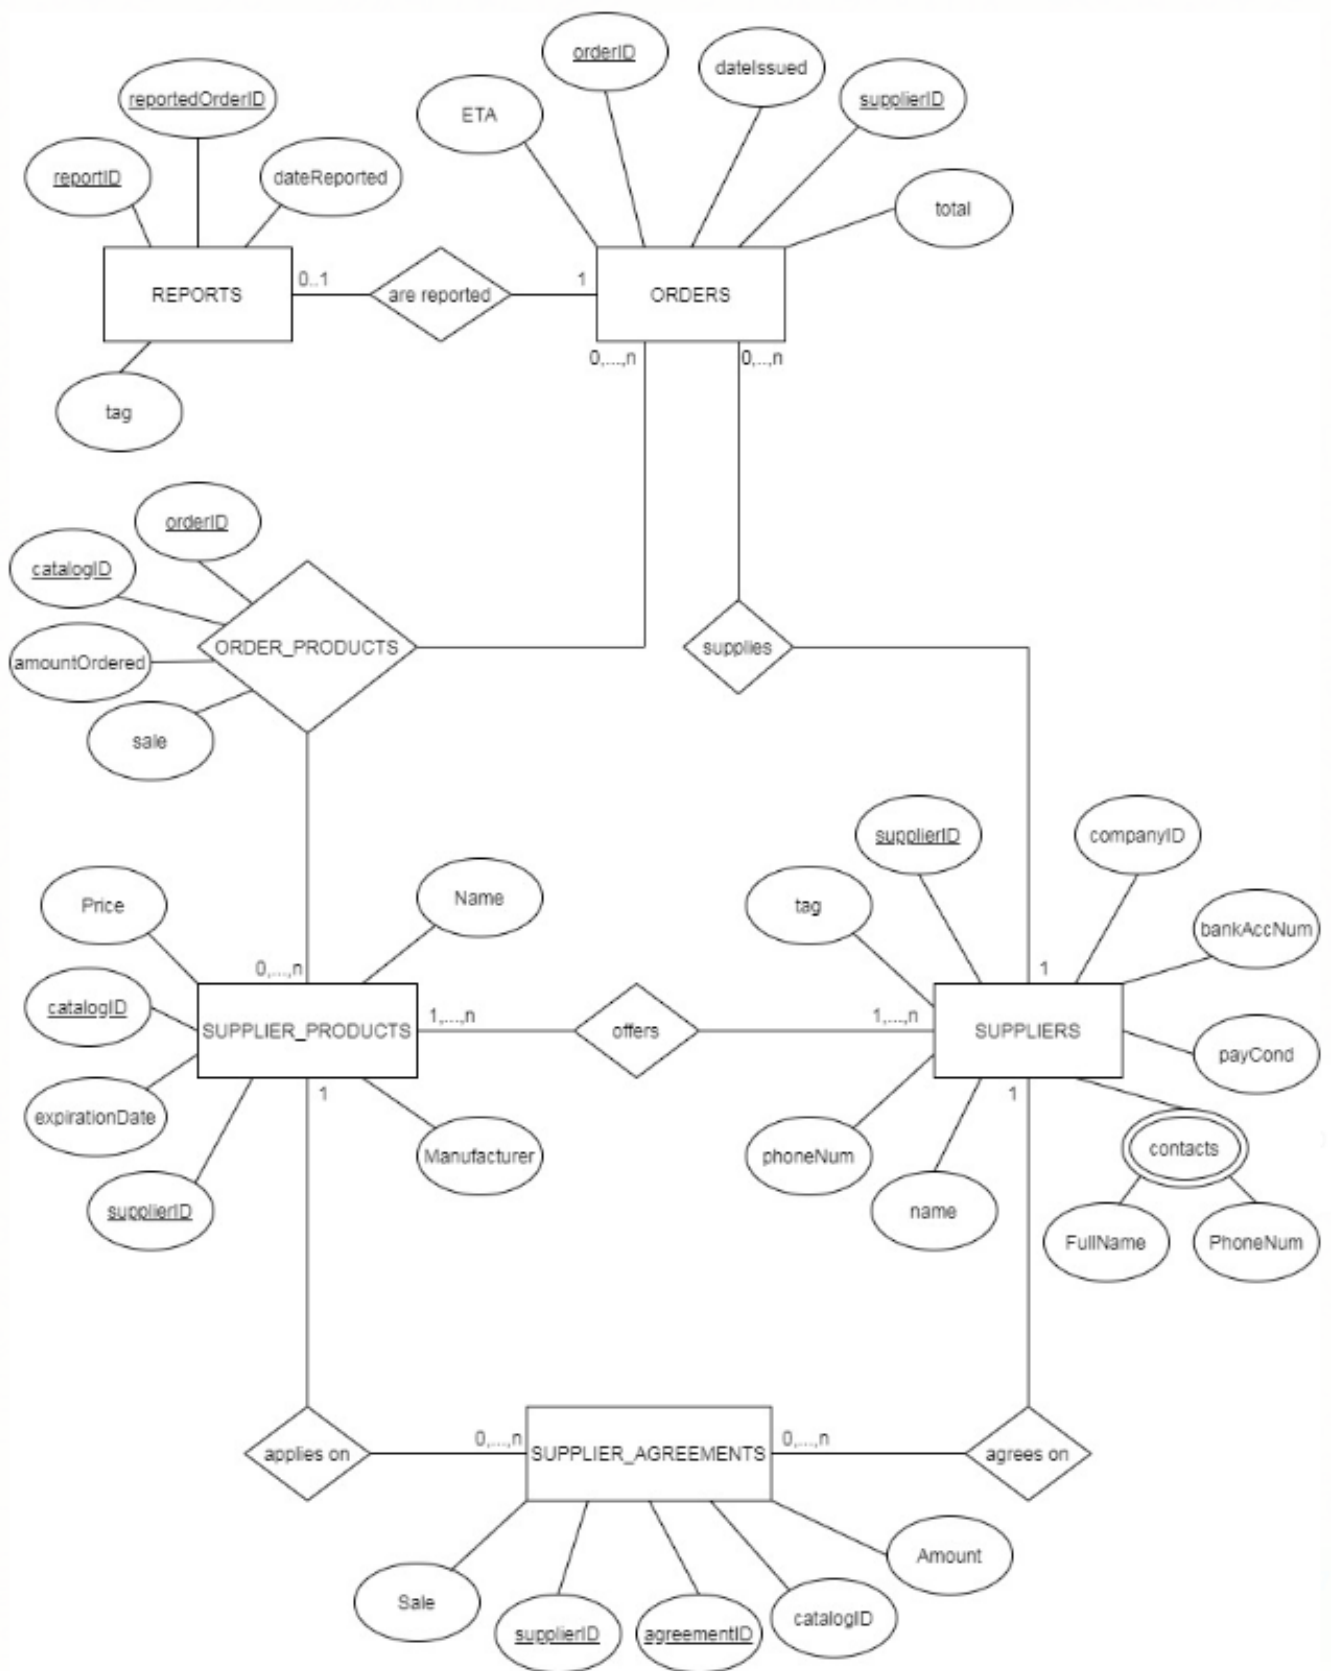 orderID
dateIssued
supplierID
ETA
total
reportedOrderID
reportID
dateReported
REPORTS
0..1
are reported
1
ORDERS
0,...,n
0,..,n
tag
orderID
catalogID
amountOrdered
sale
ORDER_PRODUCTS
supplies
supplierID
companyID
tag
bankAccNum
Price
Name
catalogID
0,...,n
1
SUPPLIER_PRODUCTS
1,...,n
offers
1,...,n
SUPPLIERS
payCond
1
1
expirationDate
Manufacturer
supplierID
phoneNum
name
contacts
FullName
PhoneNum
applies on
0,...,n
SUPPLIER_AGREEMENTS
0,...,n
agrees on
Sale
supplierID
agreementID
catalogID
Amount